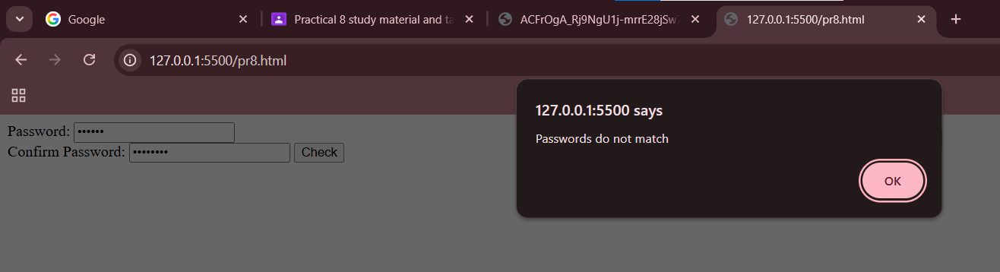 Google
Practical 8 study material and ta
ACFrOgA_Rj9NgU1j-mrrE28jSw
127.0.0.1:5500/pr8.html
127.0.0.1:5500/pr8.html
127.0.0.1:5500 says
Passwords do not match
OK
Password: ••••••
Confirm Password: •••••••• Check